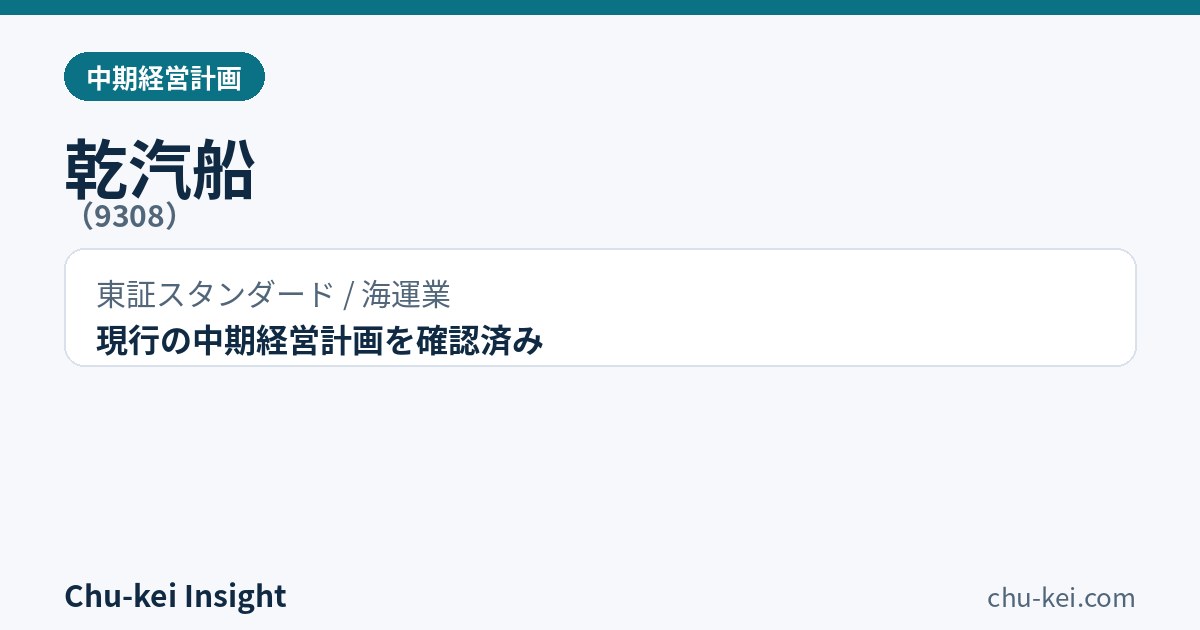 中期経営計画
乾汽船
（9308）
東証スタンダード / 海運業
現行の中期経営計画を確認済み
Chu-kei Insight
chu-kei.com